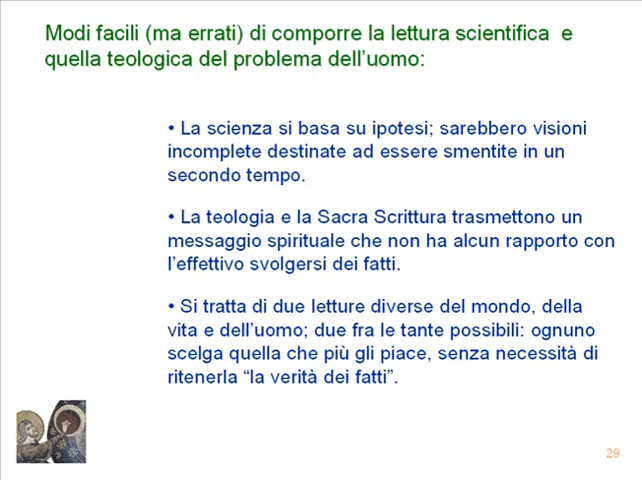 Modi facili (ma errati) di comporre la lettura scientifica e
quella teologica del problema dell'uomo:
• La scienza si basa su ipotesi; sarebbero visioni
incomplete destinate ad essere smentite in un
secondo tempo.
• La teologia e la Sacra Scrittura trasmettono un
messaggio spirituale che non ha alcun rapporto con
l'effettivo svolgersi dei fatti.
• Si tratta di due letture diverse del mondo, della
vita e dell'uomo; due fra le tante possibili: ognuno
scelga quella che più gli piace, senza necessità di
ritenerla “la verità dei fatti”.
29